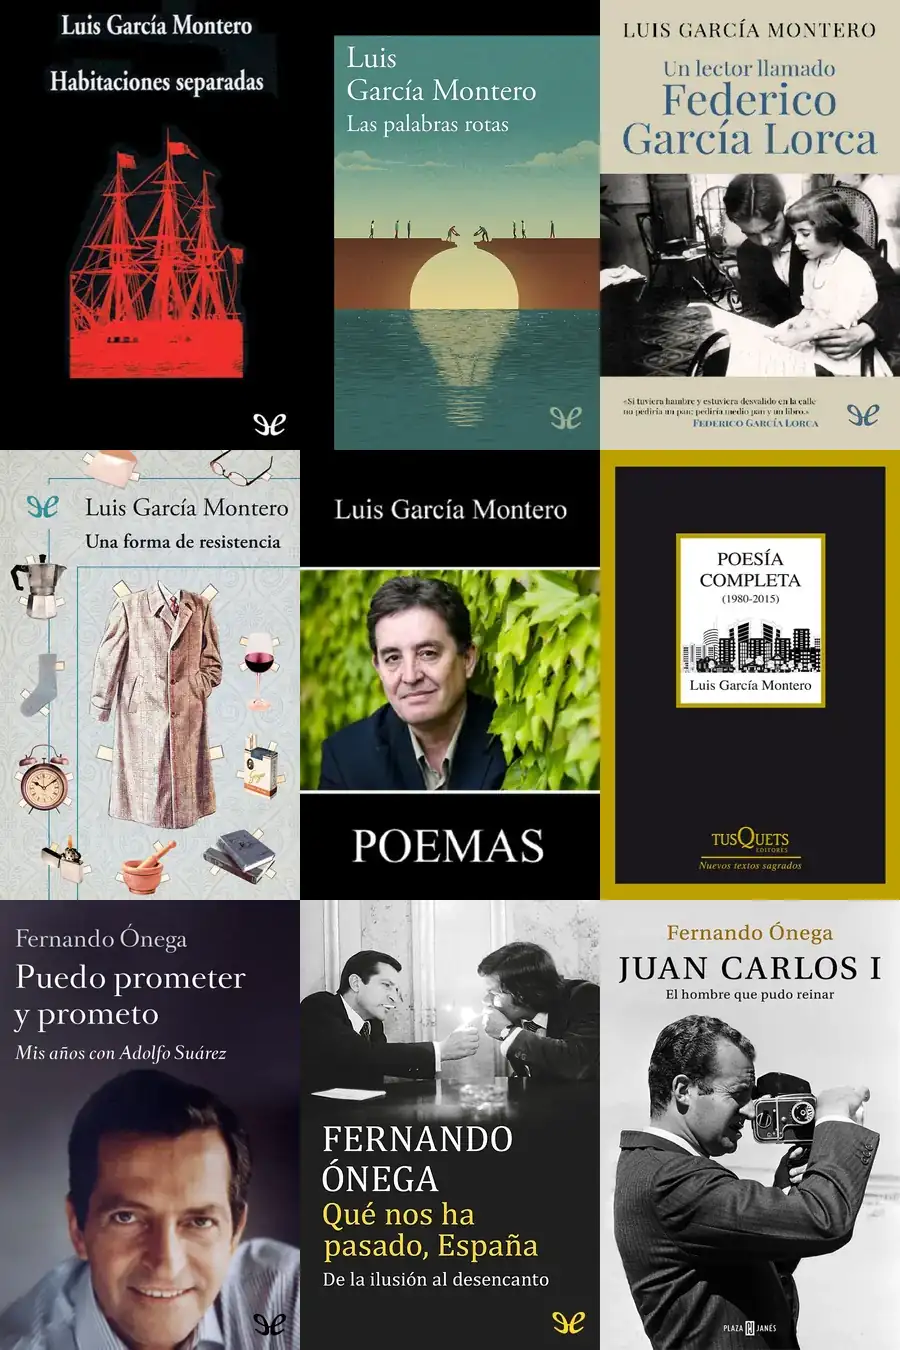 Luis García Montero
Habitaciones separadas
Luis
García Montero
Las palabras rotas
LUIS GARCÍA MONTERO
Un lector llamado
Federico
García Lorca
«Si tuviera hambre y estuviera desvalido en la calle
no pediría un pan; pediría medio pan y un libro.»
FEDERICO GARCÍA LORCA
Luis García Montero
Una forma de resistencia
Luis García Montero
POEMAS
POESÍA
COMPLETA
(1980-2015)
Luis García Montero
TUSQUETS
EDITORES
Nuevos textos sagrados
Fernando Ónega
Puedo prometer
y prometo
Mis años con Adolfo Suárez
FERNANDO
ÓNEGA
Qué nos ha
pasado, España
De la ilusión al desencanto
Fernando Ónega
JUAN CARLOS I
El hombre que pudo reinar
PLAZA JANÉS